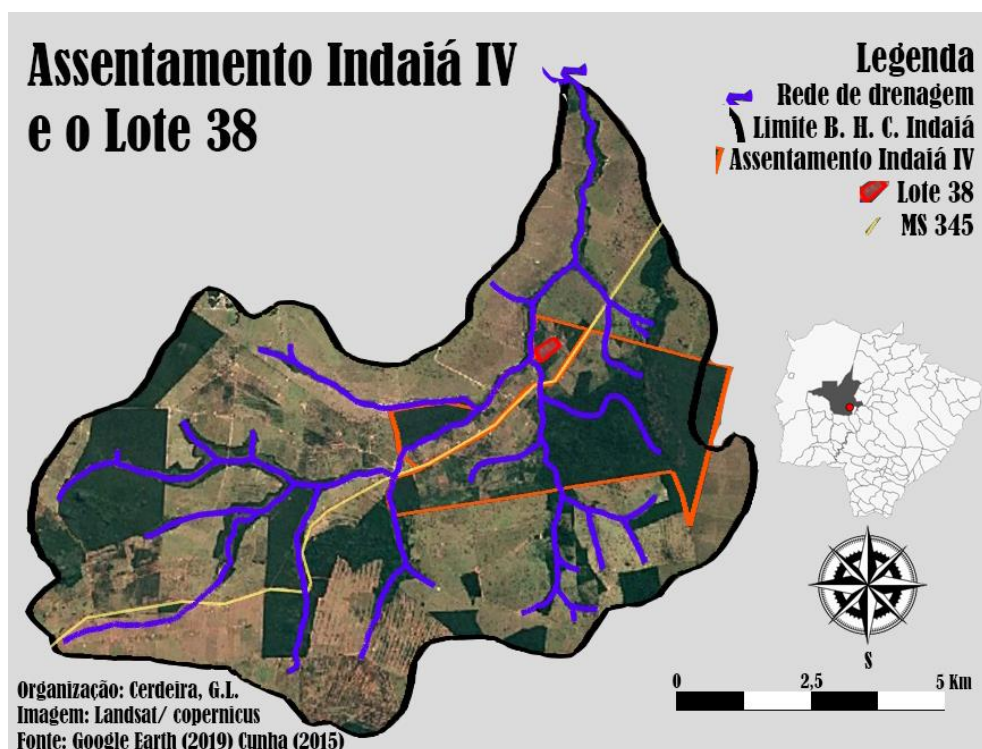 Assentamento Indaiá IV
e o Lote 38
Legenda
Rede de drenagem
Limite B. H. C. Indaiá
Assentamento Indaiá IV
Lote 38
MS 345
S
0 2,5 5 Km
Organização: Cerdeira, G.L.
Imagem: Landsat/ copernicus
Fonte: Google Earth (2019) Cunha (2015)